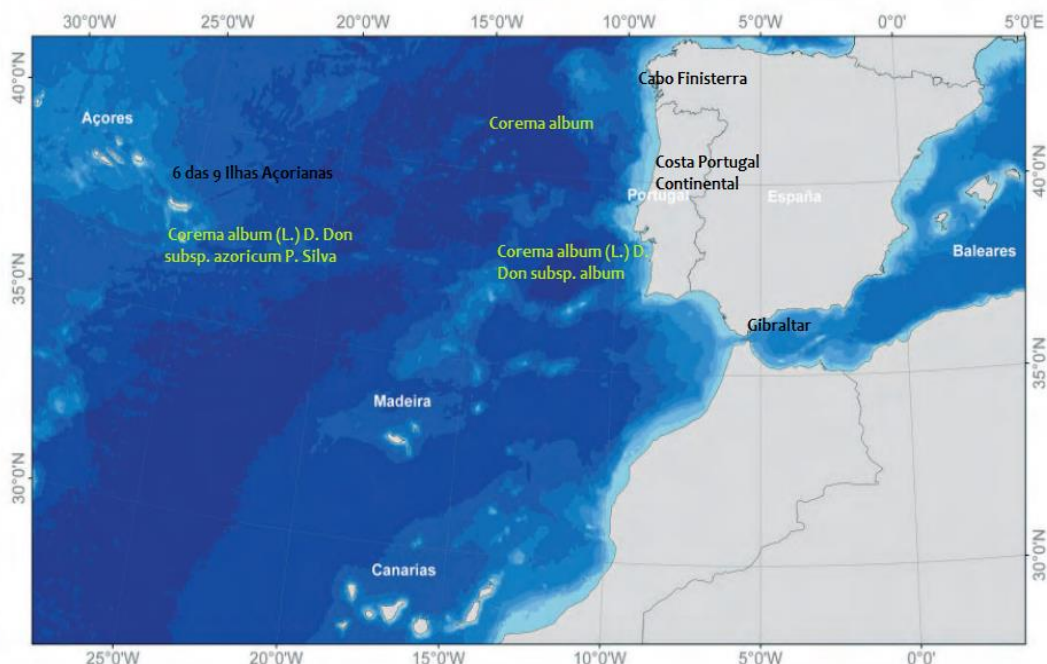 30°0'W 25°0'W 20°0'W 15°0'W 10°0'W 5°0'W 0°0' 5°0'E
40°0'N
Cabo Finisterra
Açores
Corema album
6 das 9 Ilhas Açorianas
Costa Portugal
Continental
40°0'N
Portugal
España
Corema album (L.) D. Don
subsp. azoricum P. Silva
Corema album (L.) D.
Don subsp. album
Baleares
35°0'N
Gibraltar
35°0'N
Madeira
30°0'N
30°0'N
Canarias
25°0'W 20°0'W 15°0'W 10°0'W 5°0'W 0°0'